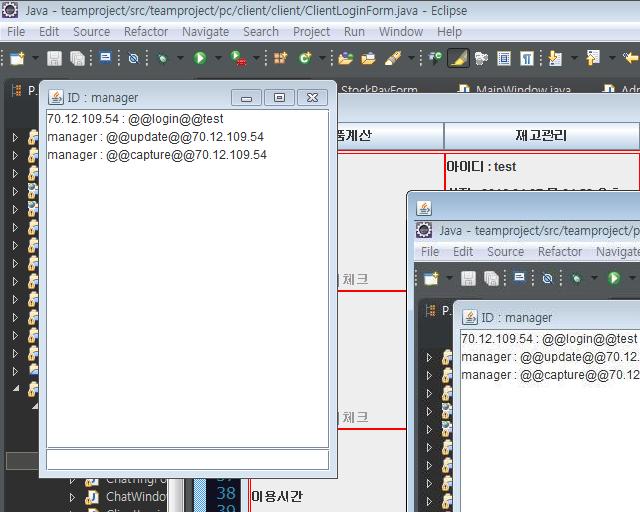 Java - teamproject/src/teamproject/pc/client/client/ClientLoginForm.java - Eclipse
File Edit Source Refactor Navigate Search Project Run Window Help
P...
StockPayForm
MainWindow.java
ID : manager
70.12.109.54 : @@login@@test
manager : @@update@@70.12.109.54
manager : @@capture@@70.12.109.54
품계산
재고관리
아이디 : test
체크
체크
이용시간
ChatWindo
38
39
Java - teamproject/src/teamproject/p
File Edit Source Refactor Navigate
P...
ID : manager
70.12.109.54 : @@login@@test
manager : @@update@@70.12.
manager : @@capture@@70.12